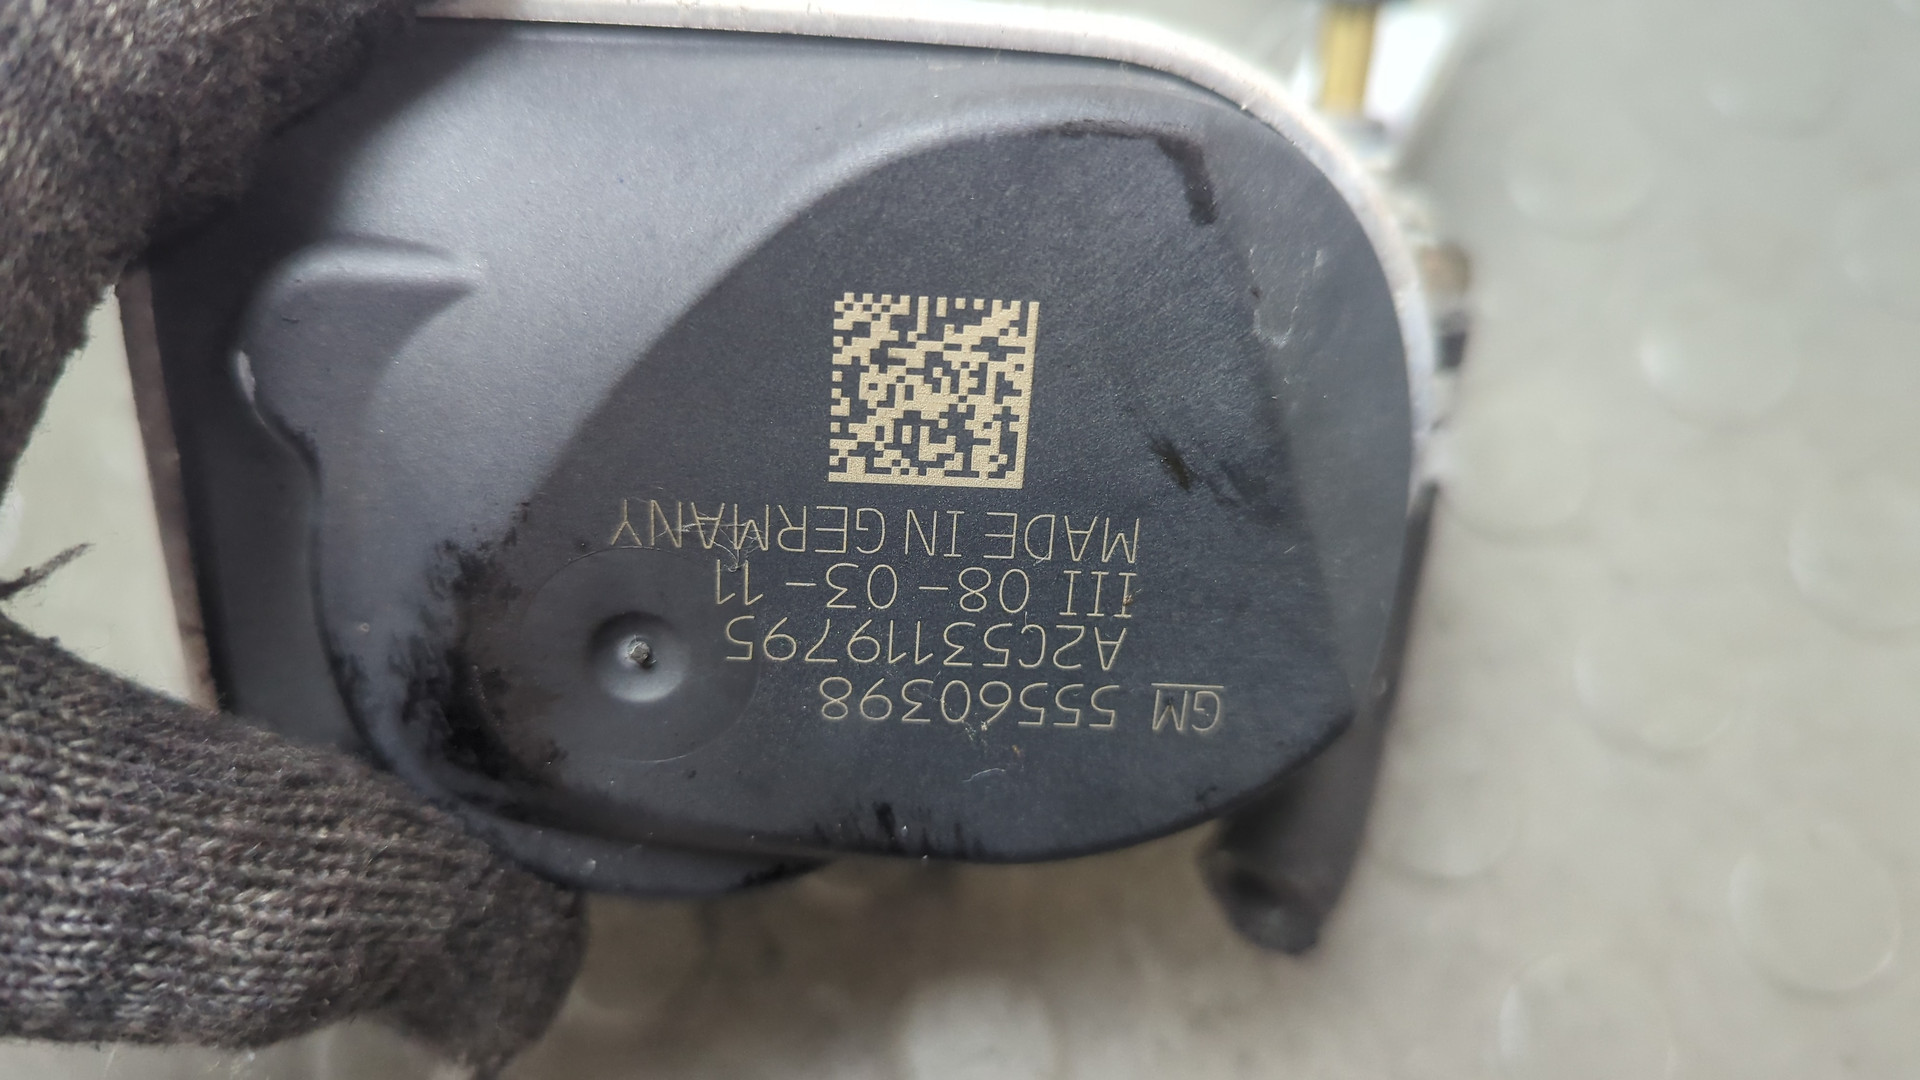 GM 55560398
A2C53119795
III 08-03-11
MADE IN GERMANY